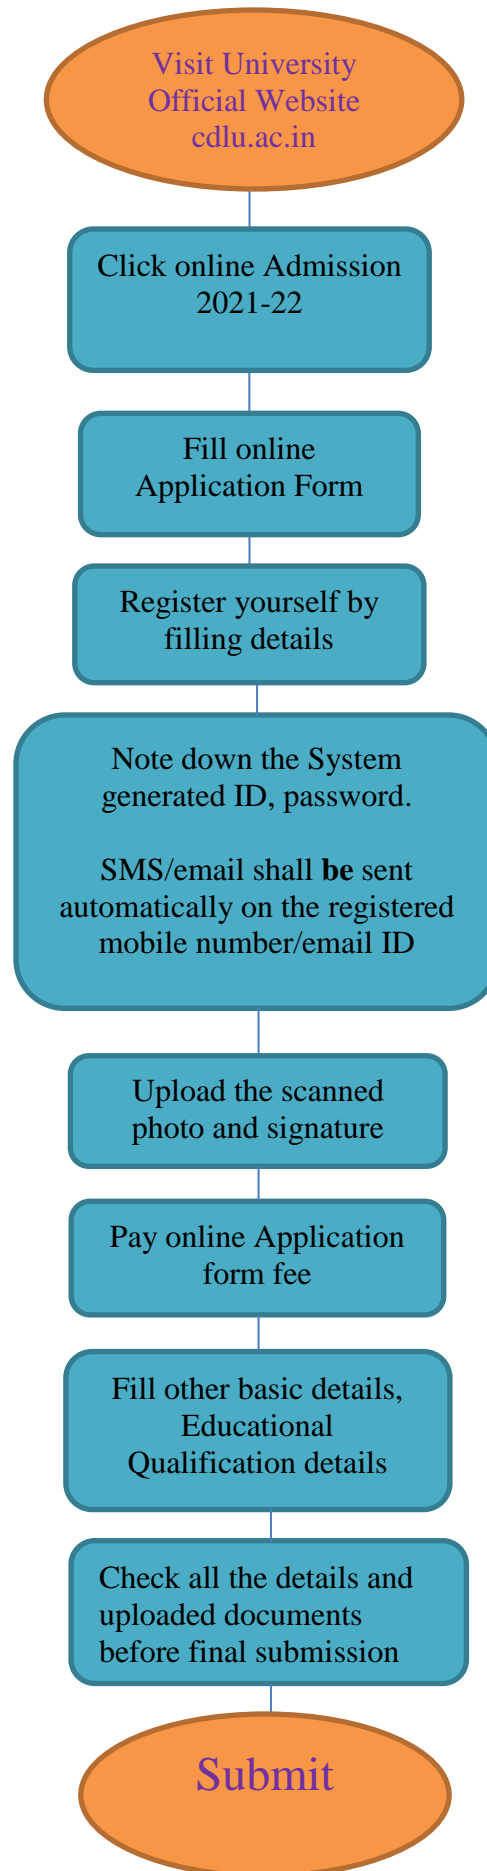 Visit University
Official Website
cdlu.ac.in
Click online Admission
2021-22
Fill online
Application Form
Register yourself by
filling details
Note down the System
generated ID, password.
SMS/email shall be sent
automatically on the registered
mobile number/email ID
Upload the scanned
photo and signature
Pay online Application
form fee
Fill other basic details,
Educational
Qualification details
Check all the details and
uploaded documents
before final submission
Submit